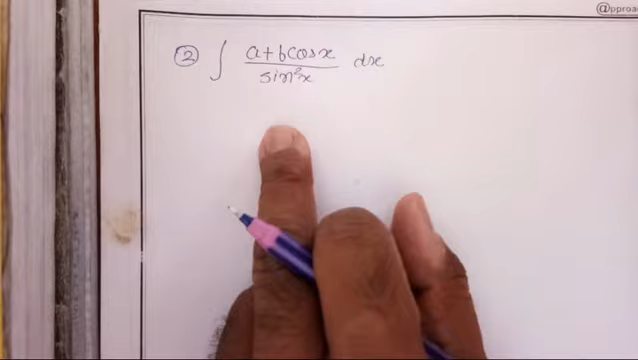 @pproa
② ∫ a+bcosx / sin²x dx